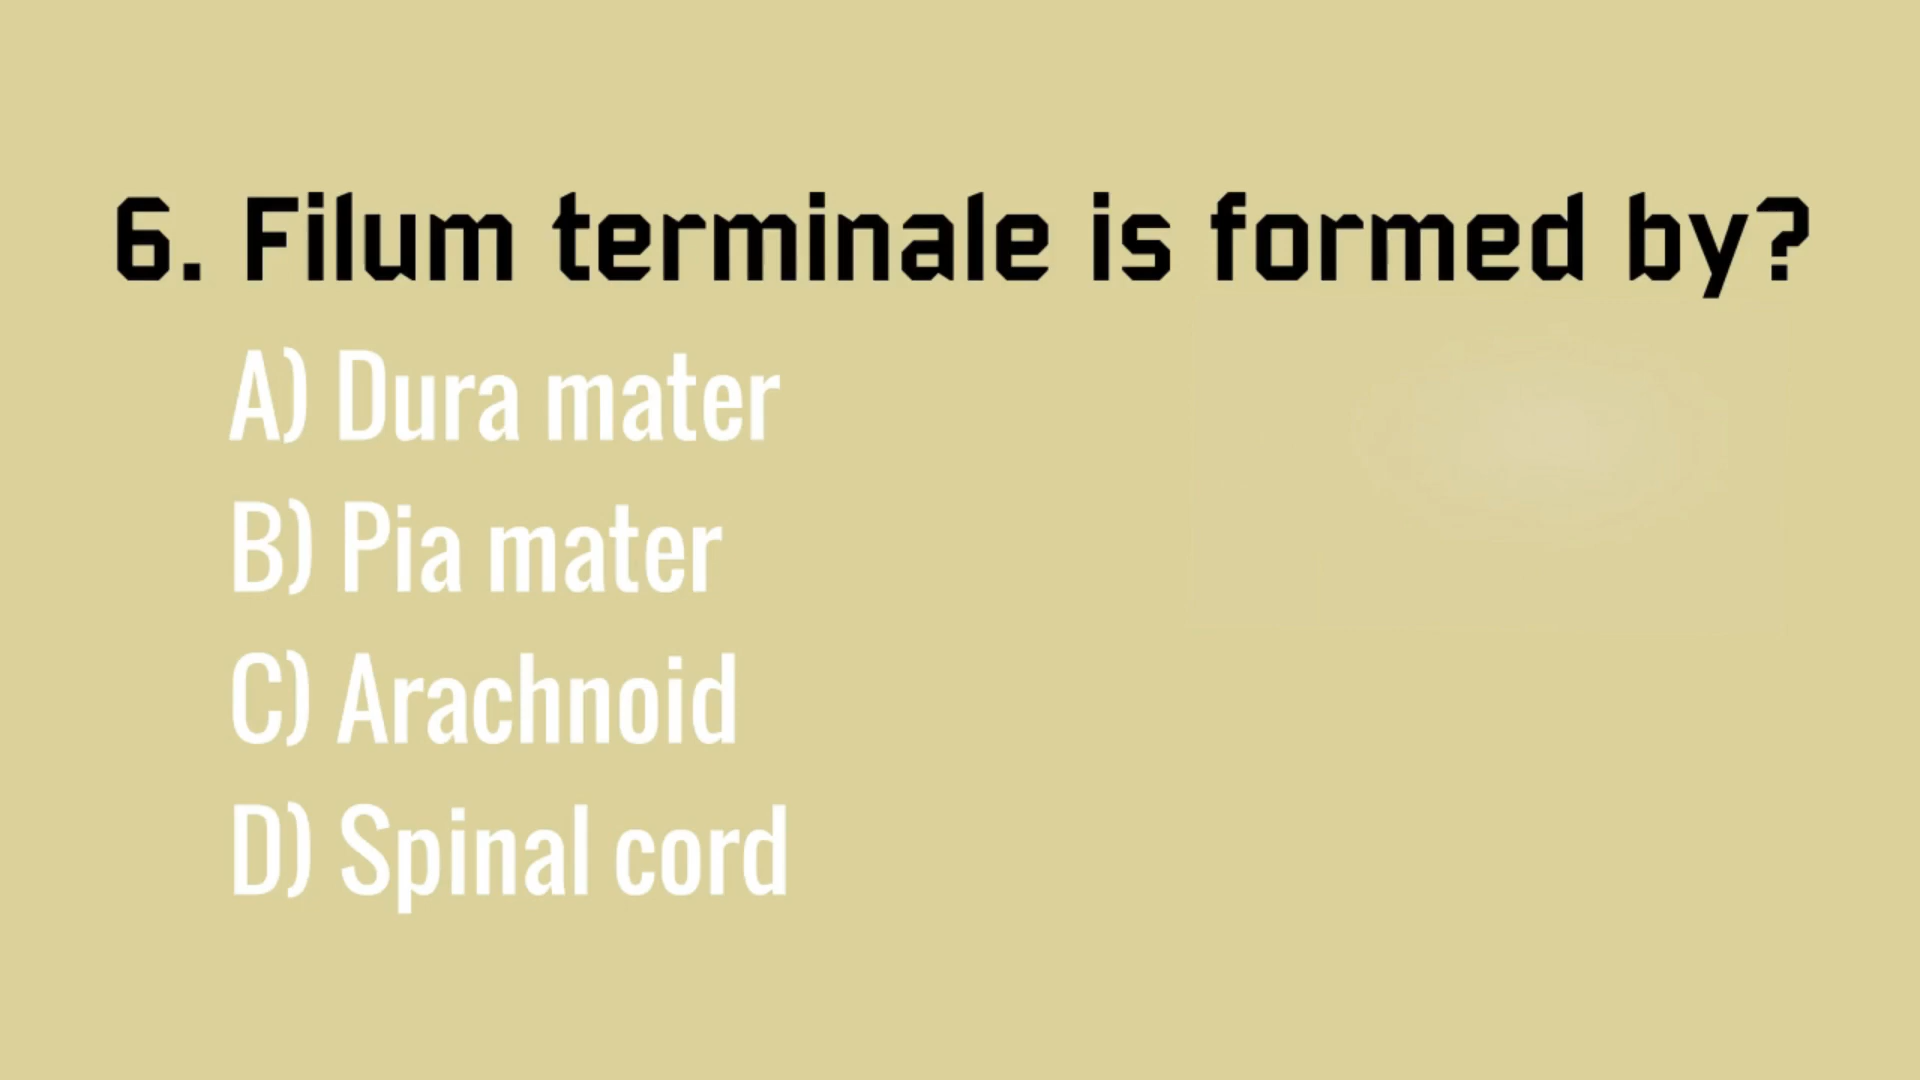 6. Filum terminale is formed by?
A) Dura mater
B) Pia mater
C) Arachnoid
D) Spinal cord